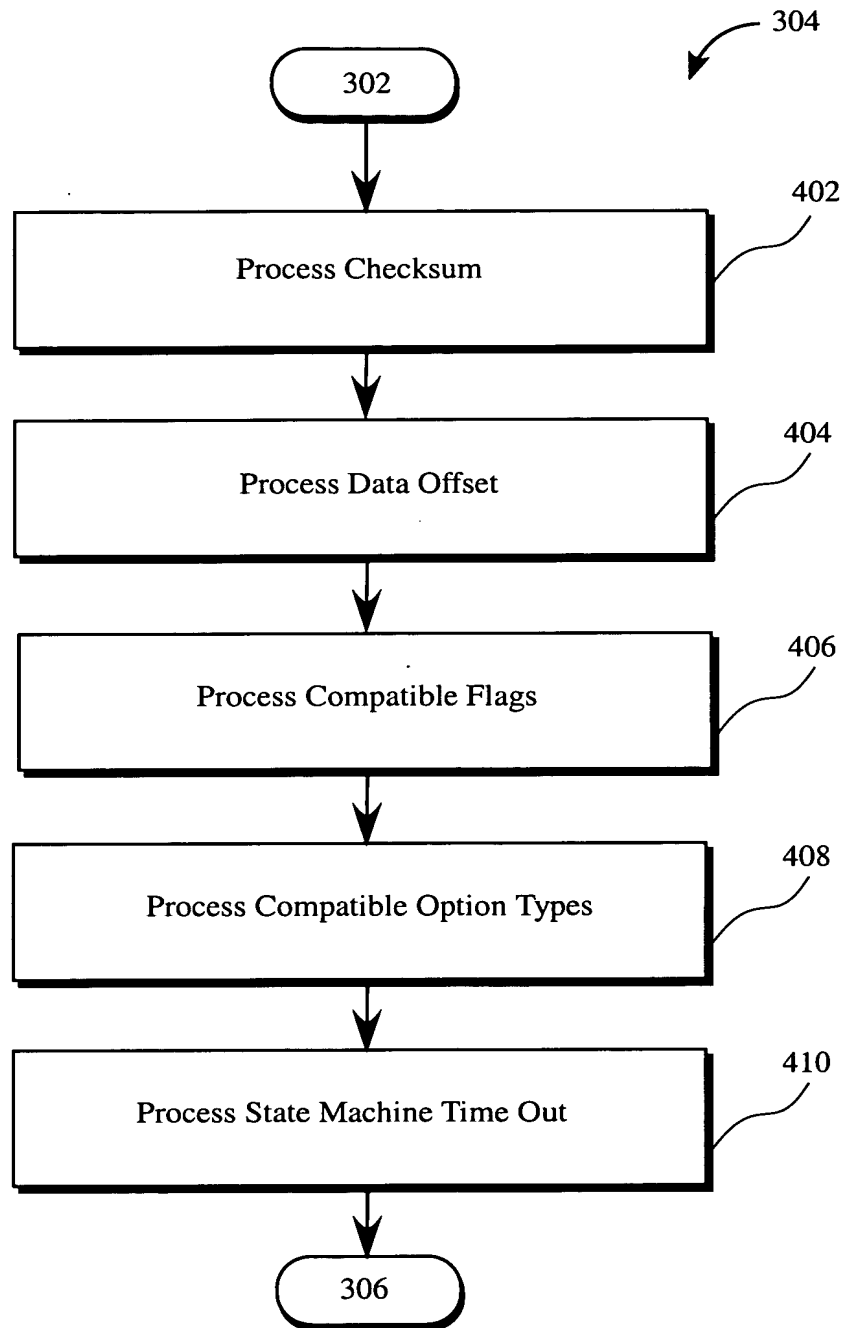 304
302
402
Process Checksum
404
Process Data Offset
406
Process Compatible Flags
408
Process Compatible Option Types
410
Process State Machine Time Out
306